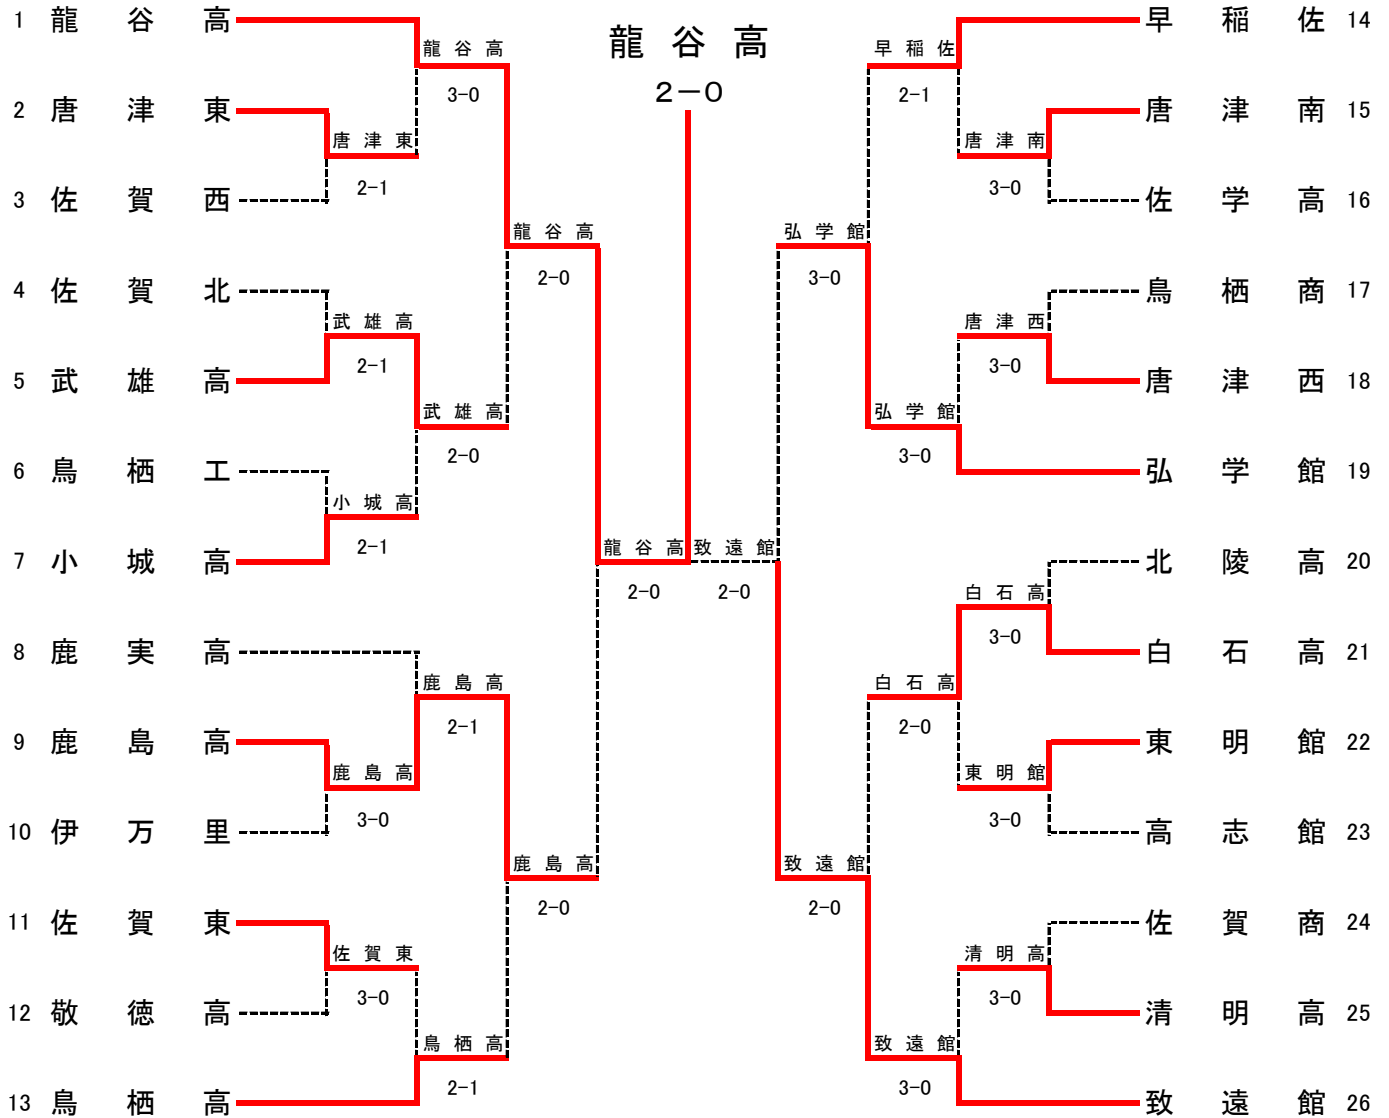 龍谷高
2-0
1 龍谷高
龍谷高
3-0
2 唐津東
唐津東
2-1
3 佐賀西
龍谷高
2-0
4 佐賀北
武雄高
2-1
5 武雄高
武雄高
2-0
6 鳥栖工
小城高
2-1
7 小城高
龍谷高
2-0
8 鹿実高
鹿島高
2-1
9 鹿島高
鹿島高
3-0
10 伊万里
鹿島高
2-0
11 佐賀東
佐賀東
3-0
12 敬徳高
鳥栖高
2-1
13 鳥栖高
早稲佐 14
早稲佐
2-1
唐津南 15
唐津南
3-0
佐学高 16
弘学館
3-0
鳥栖商 17
唐津西
3-0
唐津西 18
弘学館
3-0
弘学館 19
致遠館
2-0
北陵高 20
白石高
3-0
白石高 21
白石高
2-0
東明館 22
東明館
3-0
高志館 23
致遠館
2-0
佐賀商 24
清明高
3-0
清明高 25
致遠館
3-0
致遠館 26